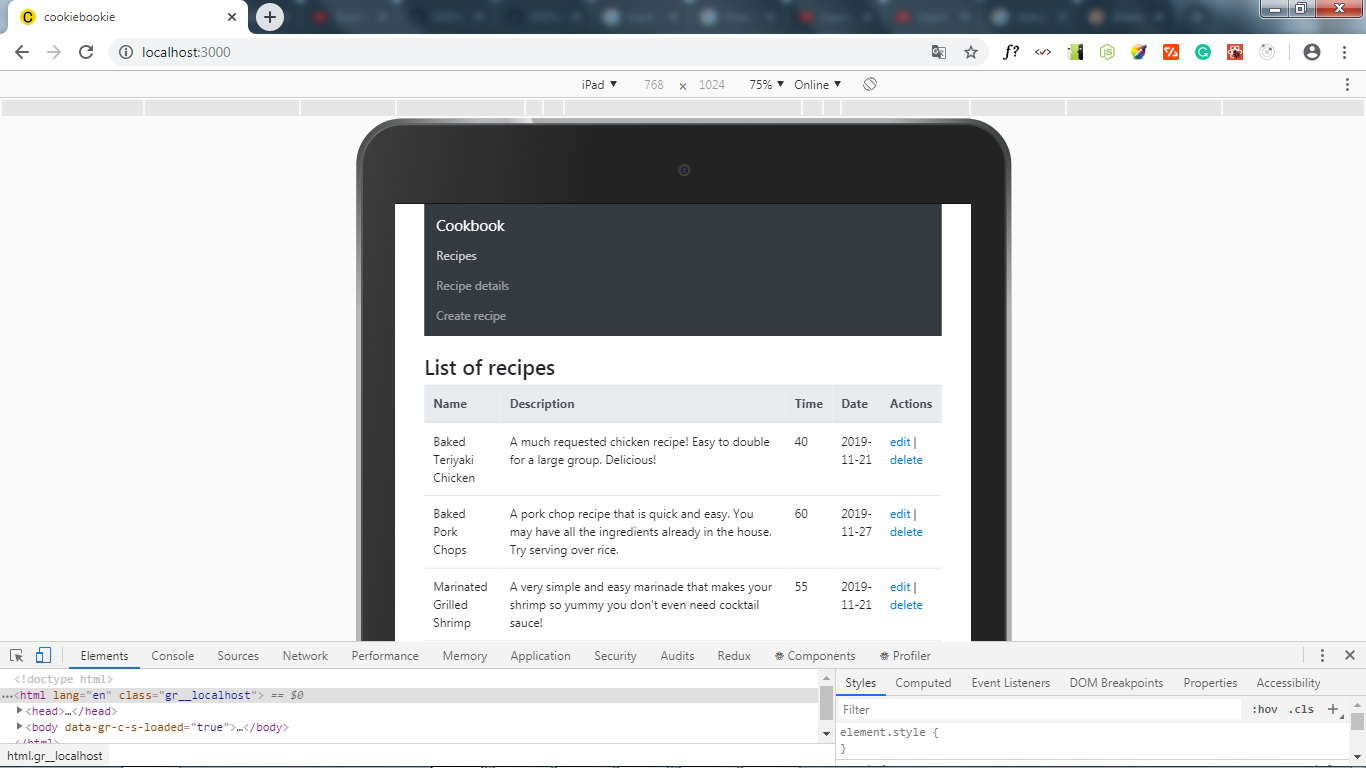 cookiebookie
localhost:3000
f?
iPad 768 × 1024 75% Online
Cookbook
Recipes
Recipe details
Create recipe
List of recipes
Name Description Time Date Actions
Baked Teriyaki Chicken
A much requested chicken recipe! Easy to double
for a large group. Delicious!
40
2019-
11-21
edit |
delete
Baked
Pork
Chops
A pork chop recipe that is quick and easy. You
may have all the ingredients already in the house.
Try serving over rice.
60
2019-
11-27
edit |
delete
Marinated
Grilled
Shrimp
A very simple and easy marinade that makes your
shrimp so yummy you don't even need cocktail
sauce!
55
2019-
11-21
edit |
delete
Elements Console Sources Network Performance Memory Application Security Audits Redux Components Profiler
<!doctype html>
…<html lang="en" class="gr__localhost"> == $0
<head>…</head>
<body data-gr-c-s-loaded="true">…</body>
</html>
html.gr__localhost
Styles Computed Event Listeners DOM Breakpoints Properties Accessibility
Filter :hov .cls +
element.style {
}